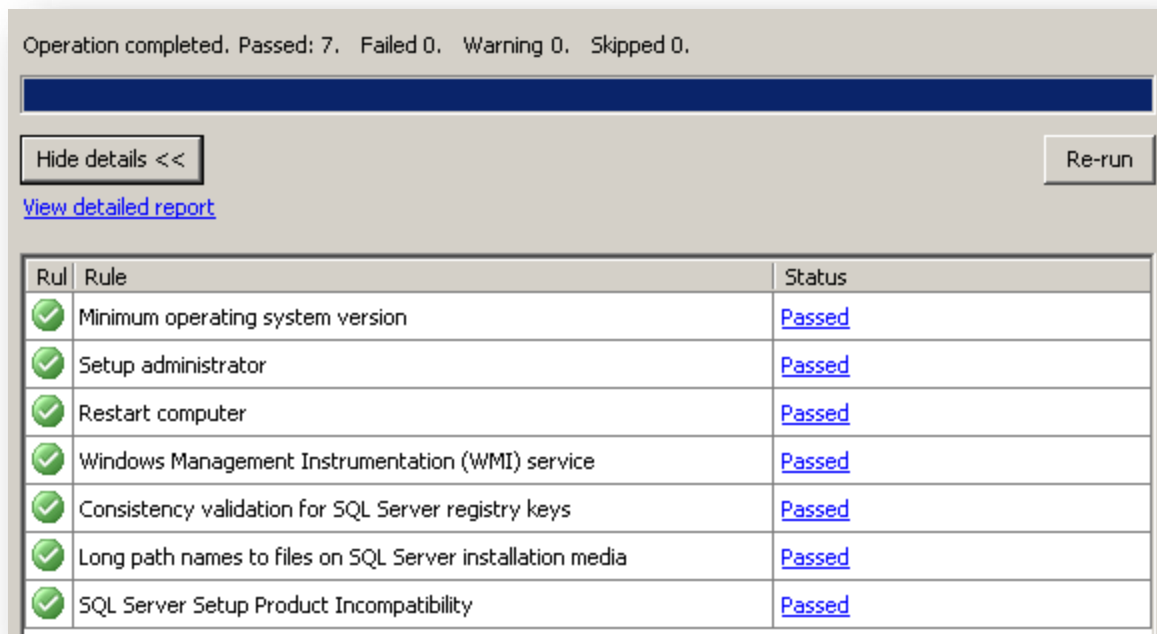 Operation completed. Passed: 7. Failed 0. Warning 0. Skipped 0.
Hide details << Re-run
View detailed report
Rul Rule Status
Minimum operating system version Passed
Setup administrator Passed
Restart computer Passed
Windows Management Instrumentation (WMI) service Passed
Consistency validation for SQL Server registry keys Passed
Long path names to files on SQL Server installation media Passed
SQL Server Setup Product Incompatibility Passed